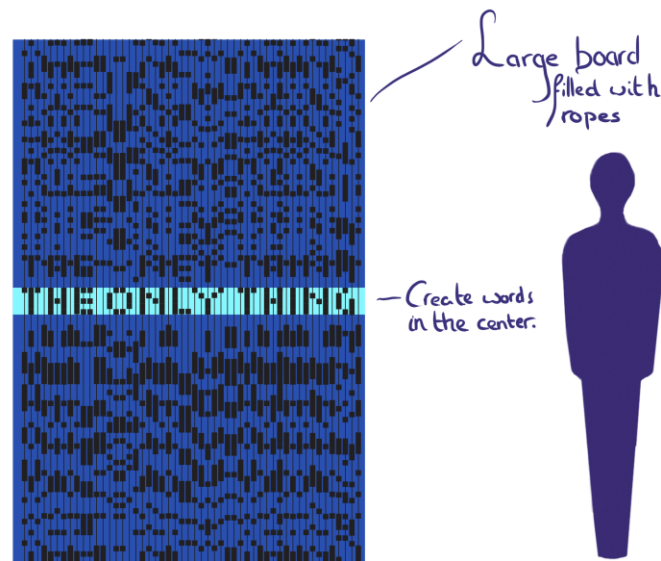 Large board
filled with
ropes
THE ONLY THING
Create words
in the center.